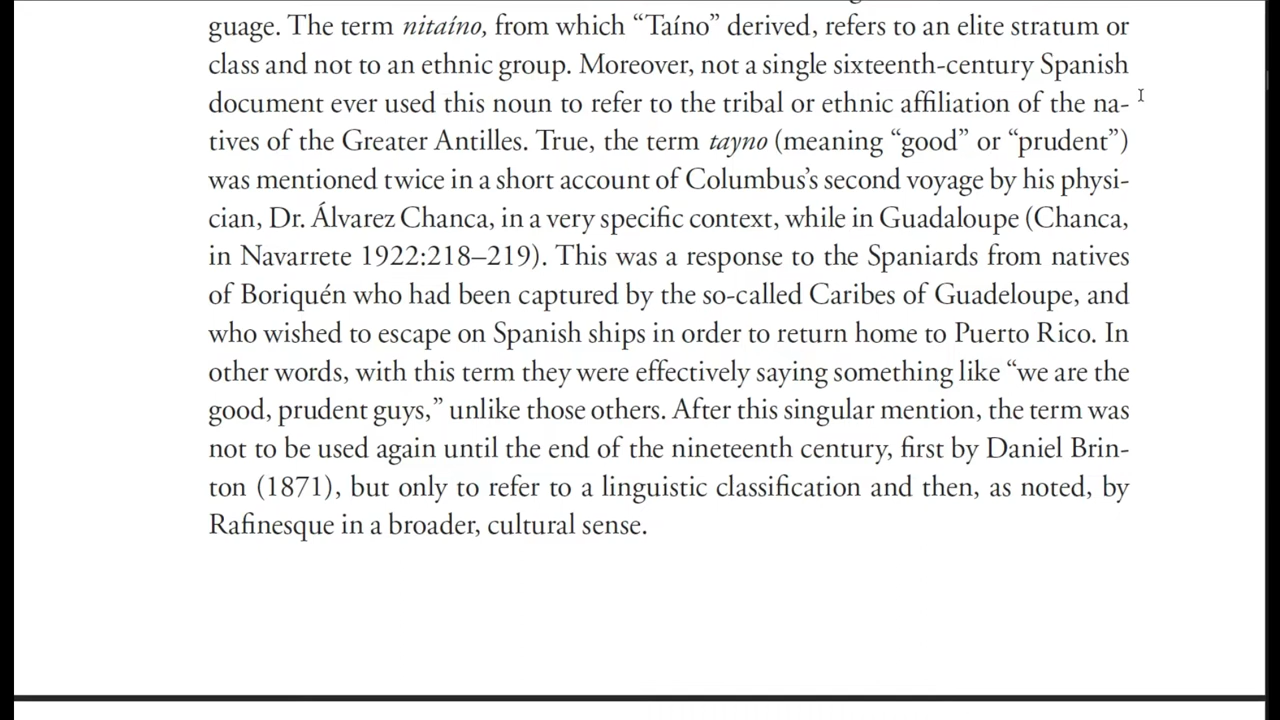 guage. The term nitaíno, from which “Taíno” derived, refers to an elite stratum or
class and not to an ethnic group. Moreover, not a single sixteenth-century Spanish
document ever used this noun to refer to the tribal or ethnic affiliation of the na-
tives of the Greater Antilles. True, the term tayno (meaning “good” or “prudent”)
was mentioned twice in a short account of Columbus’s second voyage by his physi-
cian, Dr. Álvarez Chanca, in a very specific context, while in Guadaloupe (Chanca,
in Navarrete 1922:218–219). This was a response to the Spaniards from natives
of Boriquén who had been captured by the so-called Caribes of Guadeloupe, and
who wished to escape on Spanish ships in order to return home to Puerto Rico. In
other words, with this term they were effectively saying something like “we are the
good, prudent guys,” unlike those others. After this singular mention, the term was
not to be used again until the end of the nineteenth century, first by Daniel Brin-
ton (1871), but only to refer to a linguistic classification and then, as noted, by
Rafinesque in a broader, cultural sense.